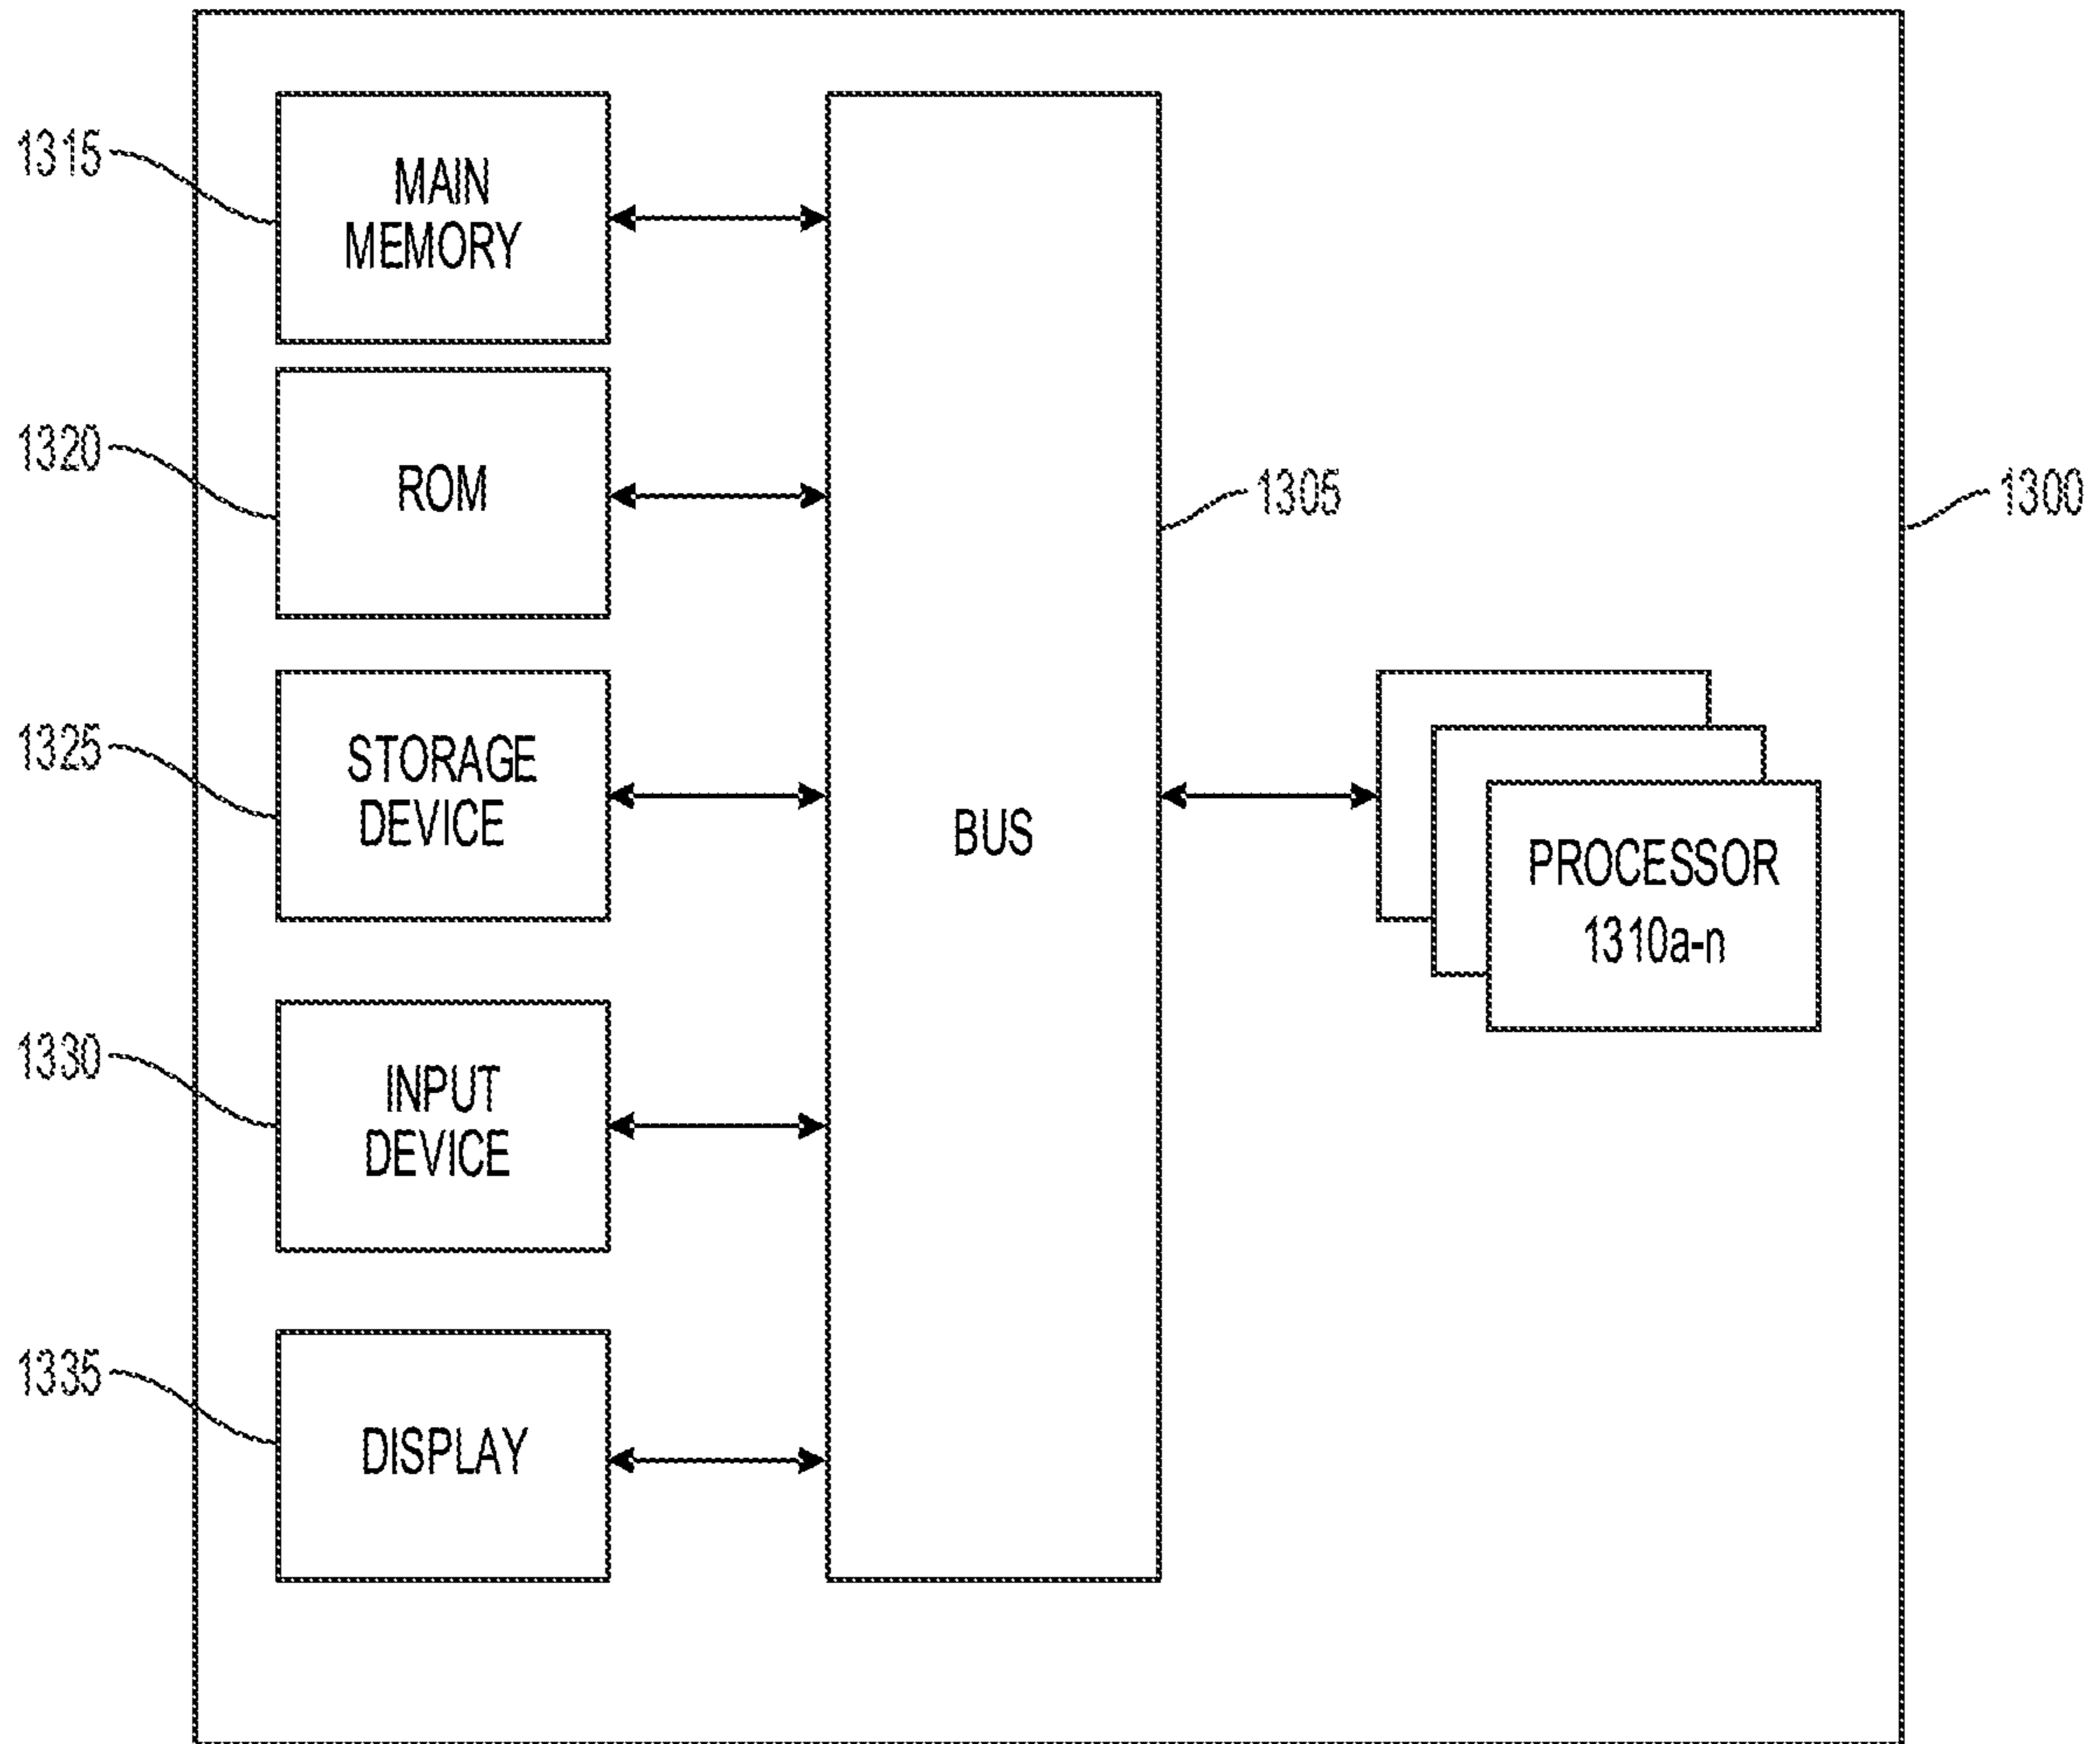 1315
MAIN
MEMORY
1320
ROM
1305
1300
1325
STORAGE
DEVICE
BUS
PROCESSOR
1310a-n
1330
INPUT
DEVICE
1335
DISPLAY